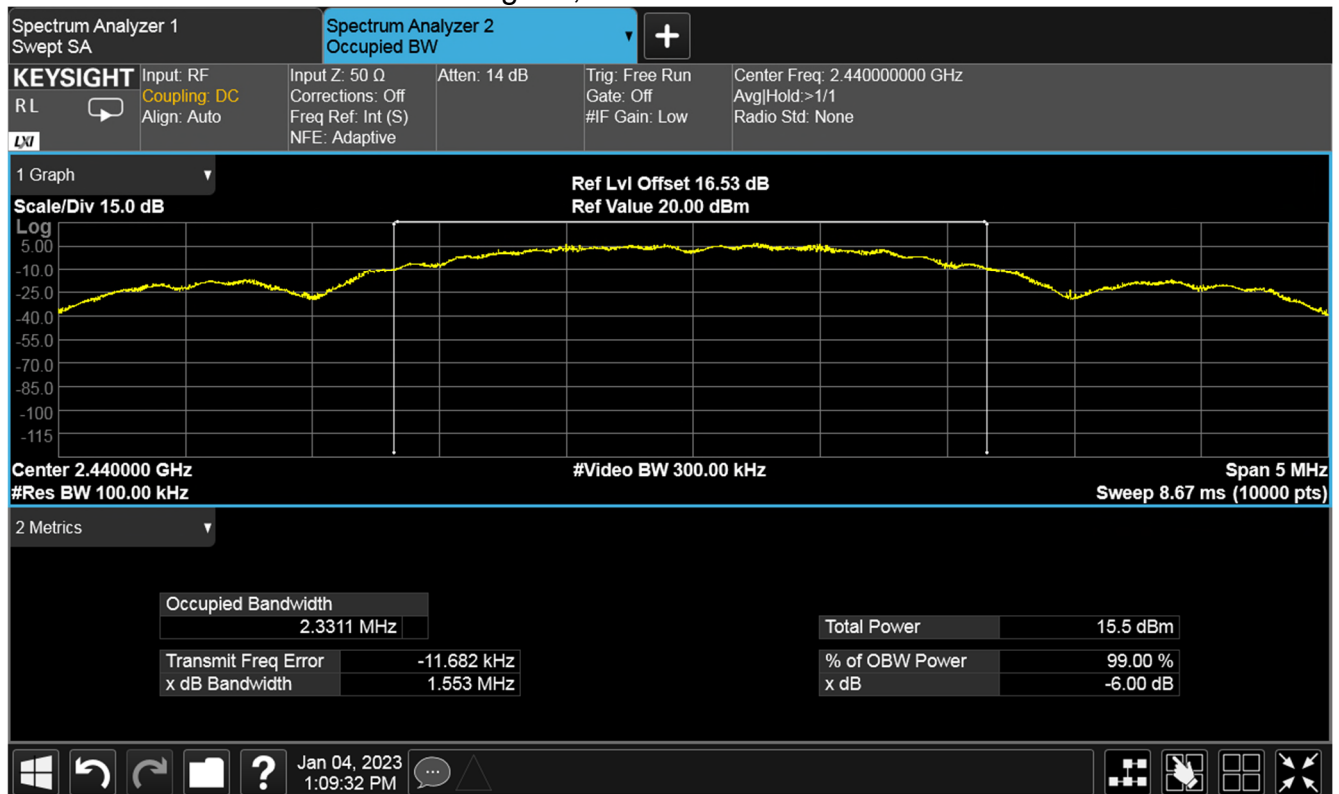 Spectrum Analyzer 1
Swept SA
Spectrum Analyzer 2
Occupied BW
KEYSIGHT
R L
LXI
Input: RF
Coupling: DC
Align: Auto
Input Z: 50 Ω
Corrections: Off
Freq Ref: Int (S)
NFE: Adaptive
Atten: 14 dB
Trig: Free Run
Gate: Off
#IF Gain: Low
Center Freq: 2.440000000 GHz
Avg|Hold:>1/1
Radio Std: None
1 Graph
Scale/Div 15.0 dB
Ref Lvl Offset 16.53 dB
Ref Value 20.00 dBm
Log
5.00
-10.0
-25.0
-40.0
-55.0
-70.0
-85.0
-100
-115
Center 2.440000 GHz
#Video BW 300.00 kHz
Span 5 MHz
#Res BW 100.00 kHz
Sweep 8.67 ms (10000 pts)
2 Metrics
Occupied Bandwidth
2.3311 MHz
Total Power 15.5 dBm
Transmit Freq Error -11.682 kHz
% of OBW Power 99.00 %
x dB Bandwidth 1.553 MHz
x dB -6.00 dB
?
Jan 04, 2023
1:09:32 PM